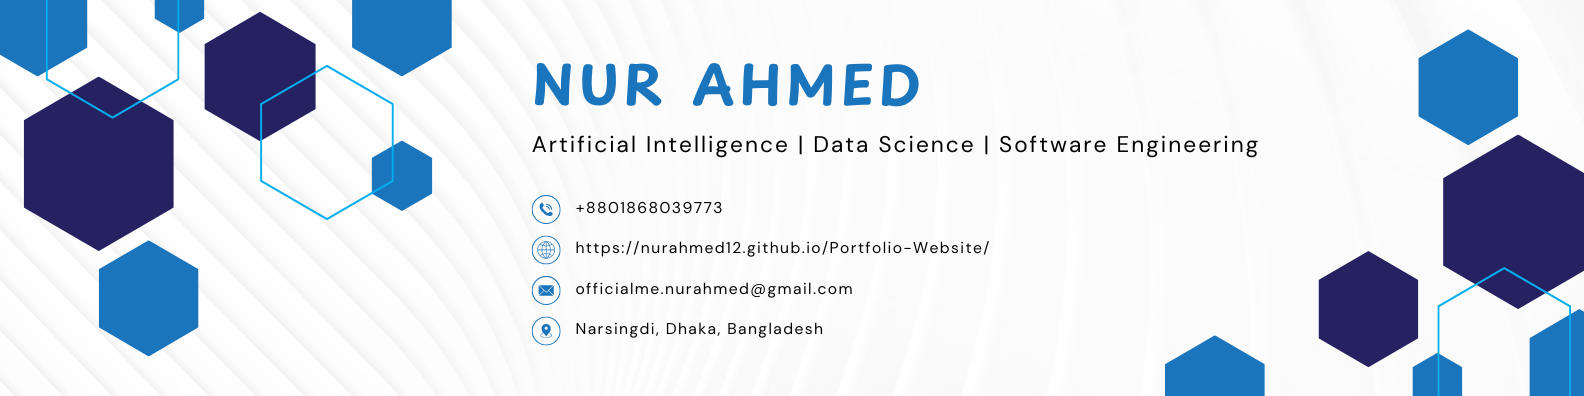 NUR AHMED
Artificial Intelligence | Data Science | Software Engineering
+8801868039773
https://nurahmed12.github.io/Portfolio-Website/
officialme.nurahmed@gmail.com
Narsingdi, Dhaka, Bangladesh